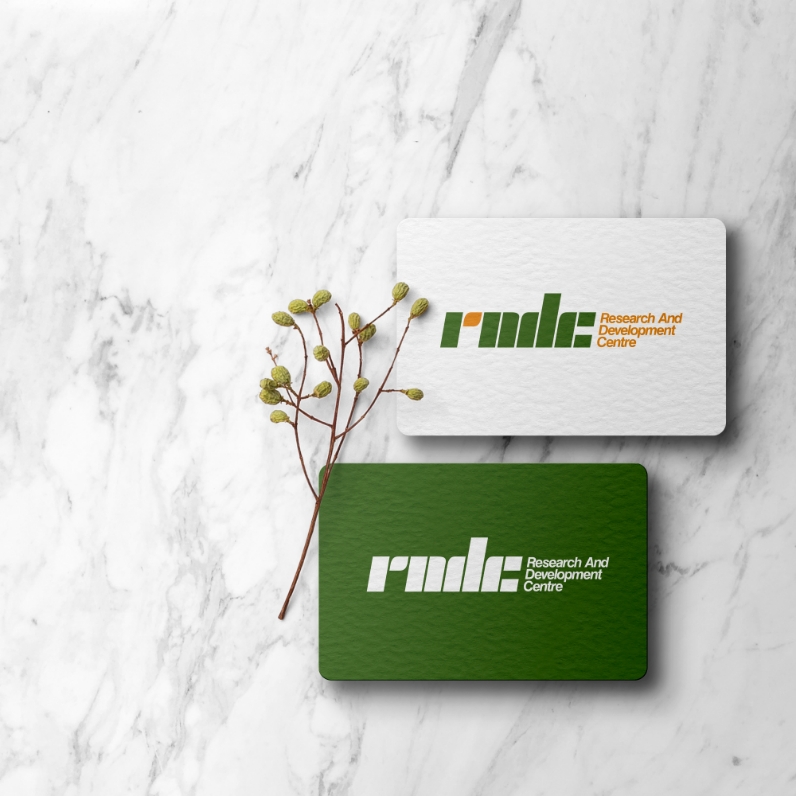 rndc
Research And
Development
Centre
rndc
Research And
Development
Centre